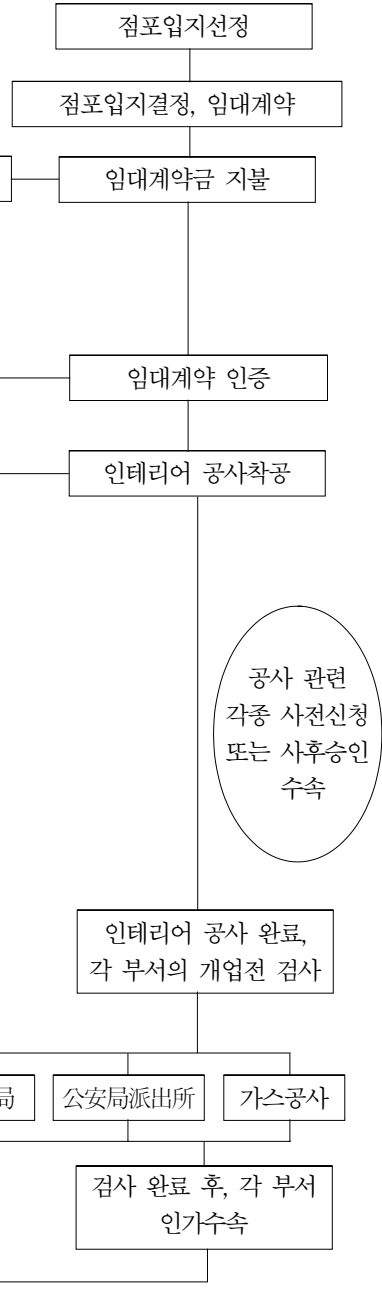 점포입지선정
점포입지결정, 임대계약
임대계약금 지불
임대계약 인증
인테리어 공사착공
공사 관련
각종 사전신청
또는 사후승인
수속
인테리어 공사 완료,
각 부서의 개업전 검사
局
公安局派出所
가스공사
검사 완료 후, 각 부서
인가수속